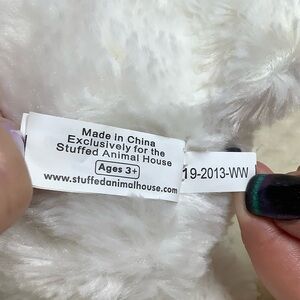 Made in China
Exclusively for the
Stuffed Animal House
Ages 3+
www.stuffedanimalhouse.com
19-2013-WW